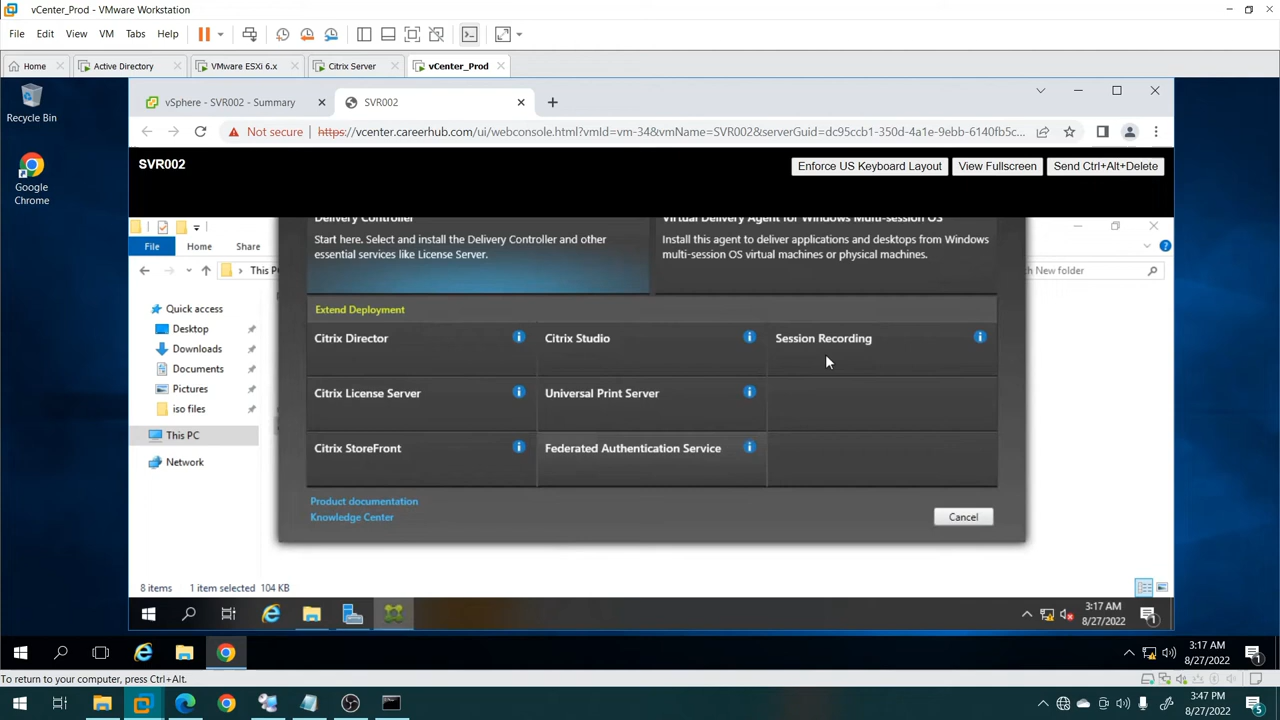 vCenter_Prod - VMware Workstation
File Edit View VM Tabs Help
Home Active Directory VMware ESXi 6.x Citrix Server vCenter_Prod
Recycle Bin
Google
Chrome
vSphere - SVR002 - Summary SVR002
Not secure https://vcenter.careerhub.com/ui/webconsole.html?vmId=vm-34&vmName=SVR002&serverGuid=dc95ccb1-350d-4a1e-9ebb-6140fb5c...
SVR002 Enforce US Keyboard Layout View Fullscreen Send Ctrl+Alt+Delete
Delivery Controller Virtual Delivery Agent for Windows Multi-session OS
Start here. Select and install the Delivery Controller and other
essential services like License Server.
Install this agent to deliver applications and desktops from Windows
multi-session OS virtual machines or physical machines.
File Home Share
This P New folder
Quick access
Desktop
Downloads
Documents
Pictures
iso files
This PC
Network
Extend Deployment
Citrix Director Citrix Studio Session Recording
Citrix License Server Universal Print Server
Citrix StoreFront Federated Authentication Service
Product documentation
Knowledge Center
Cancel
8 items 1 item selected 104 KB
3:17 AM
8/27/2022
1
3:17 AM
8/27/2022
1
To return to your computer, press Ctrl+Alt.
3:47 PM
8/27/2022
5